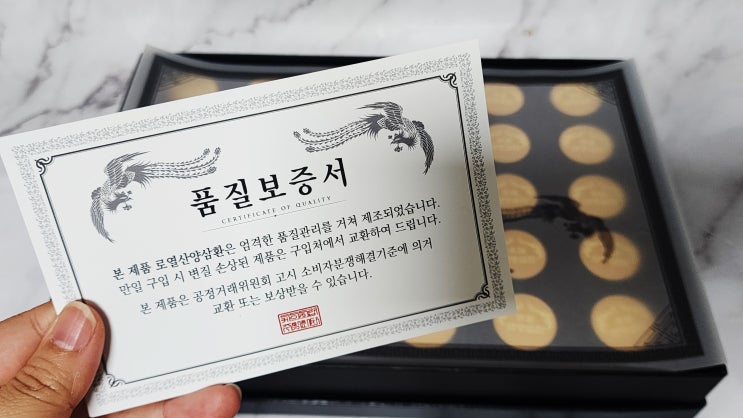 품질보증서
CERTIFICATE OF QUALITY
본 제품 로열산양삼환은 엄격한 품질관리를 거쳐 제조되었습니다.
만일 구입 시 변질 손상된 제품은 구입처에서 교환하여 드립니다.
본 제품은 공정거래위원회 고시 소비자분쟁해결기준에 의거
교환 또는 보상받을 수 있습니다.